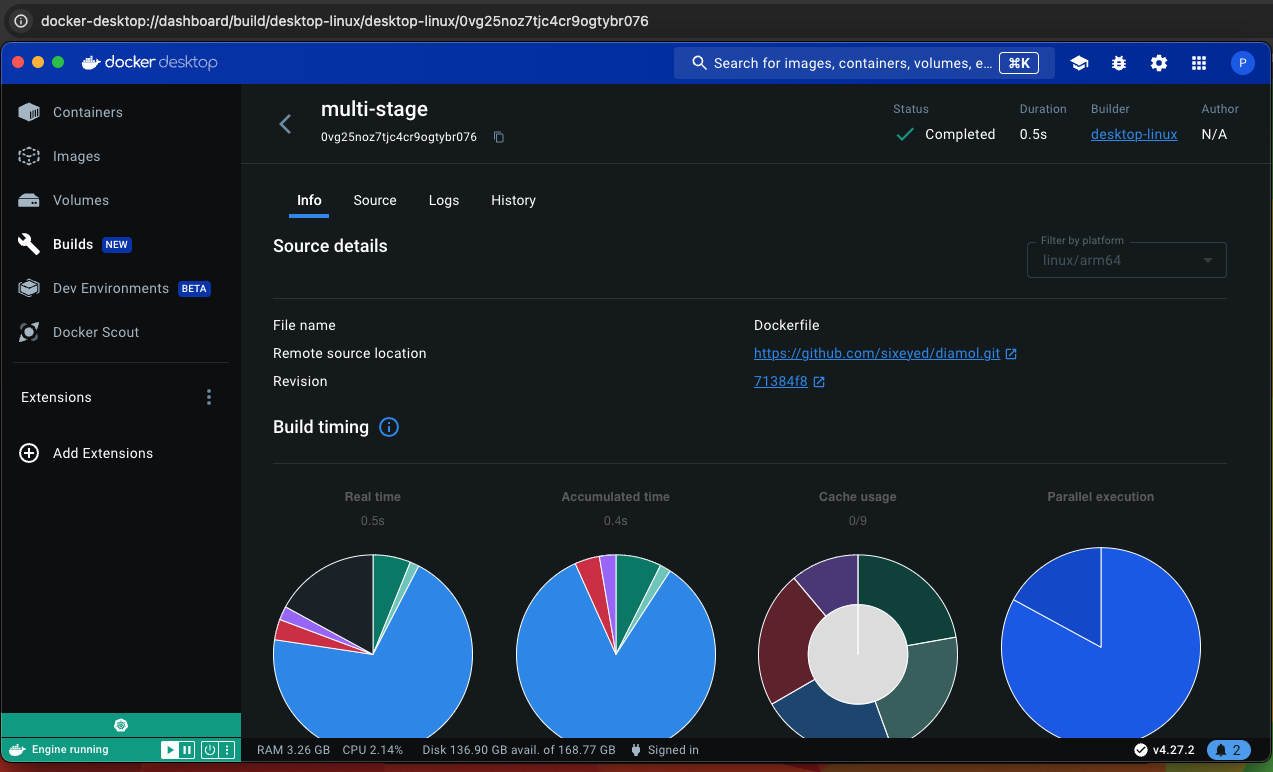 docker-desktop://dashboard/build/desktop-linux/desktop-linux/0vg25noz7tjc4cr9ogtybr076
docker desktop
Search for images, containers, volumes, e... ⌘K
P
Containers
Images
Volumes
Builds NEW
Dev Environments BETA
Docker Scout
Extensions
Add Extensions
multi-stage
0vg25noz7tjc4cr9ogtybr076
Status Duration Builder Author
Completed 0.5s desktop-linux N/A
Info Source Logs History
Source details
Filter by platform
linux/arm64
File name Dockerfile
Remote source location https://github.com/sixeyed/diamol.git
Revision 71384f8
Build timing
Real time Accumulated time Cache usage Parallel execution
0.5s 0.4s 0/9
Engine running
RAM 3.26 GB CPU 2.14% Disk 136.90 GB avail. of 168.77 GB Signed in
v4.27.2
2